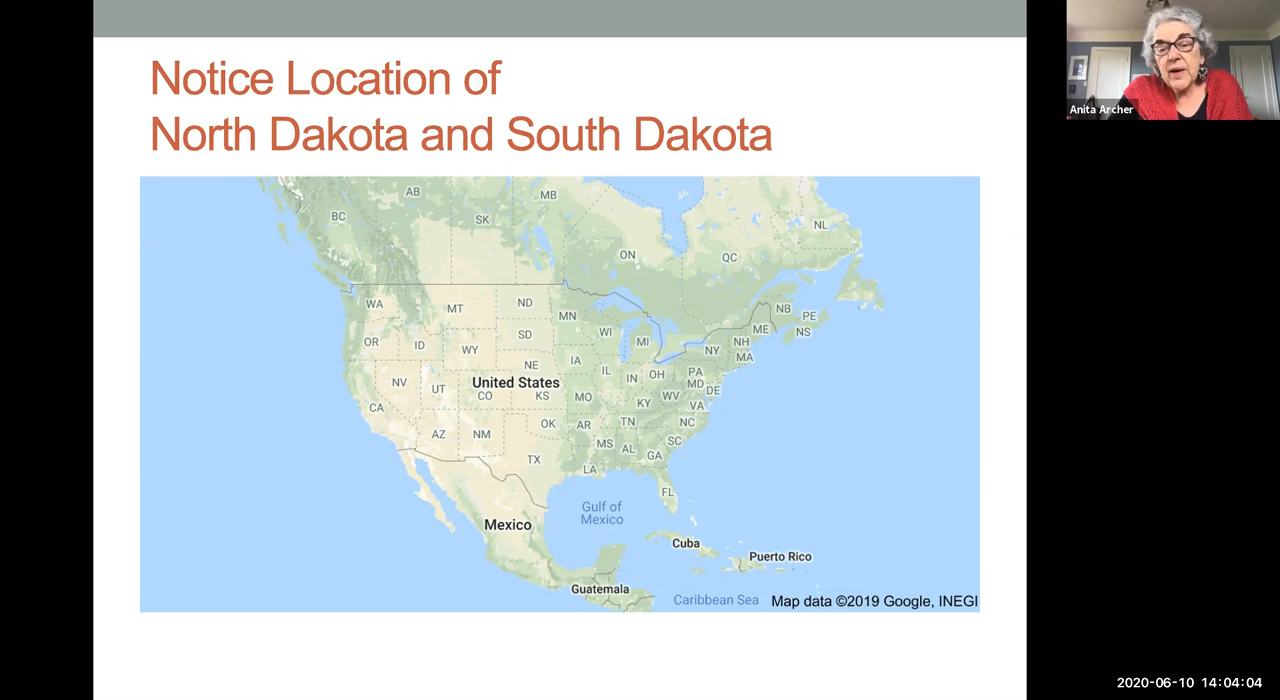 Notice Location of
North Dakota and South Dakota
Anita Archer
AB
MB
BC
SK
NL
ON
QC
WA
MT
ND
MN
NB
PE
NS
ME
OR
ID
WY
SD
WI
MI
NY
NH
MA
NE
IA
IL
IN
OH
PA
MD
DE
NV
UT
United States
CO
KS
MO
KY
WV
VA
CA
AZ
NM
OK
AR
TN
NC
SC
MS
AL
GA
TX
LA
FL
Gulf of
Mexico
Mexico
Cuba
Puerto Rico
Guatemala
Caribbean Sea
Map data ©2019 Google, INEGI
2020-06-10 14:04:04